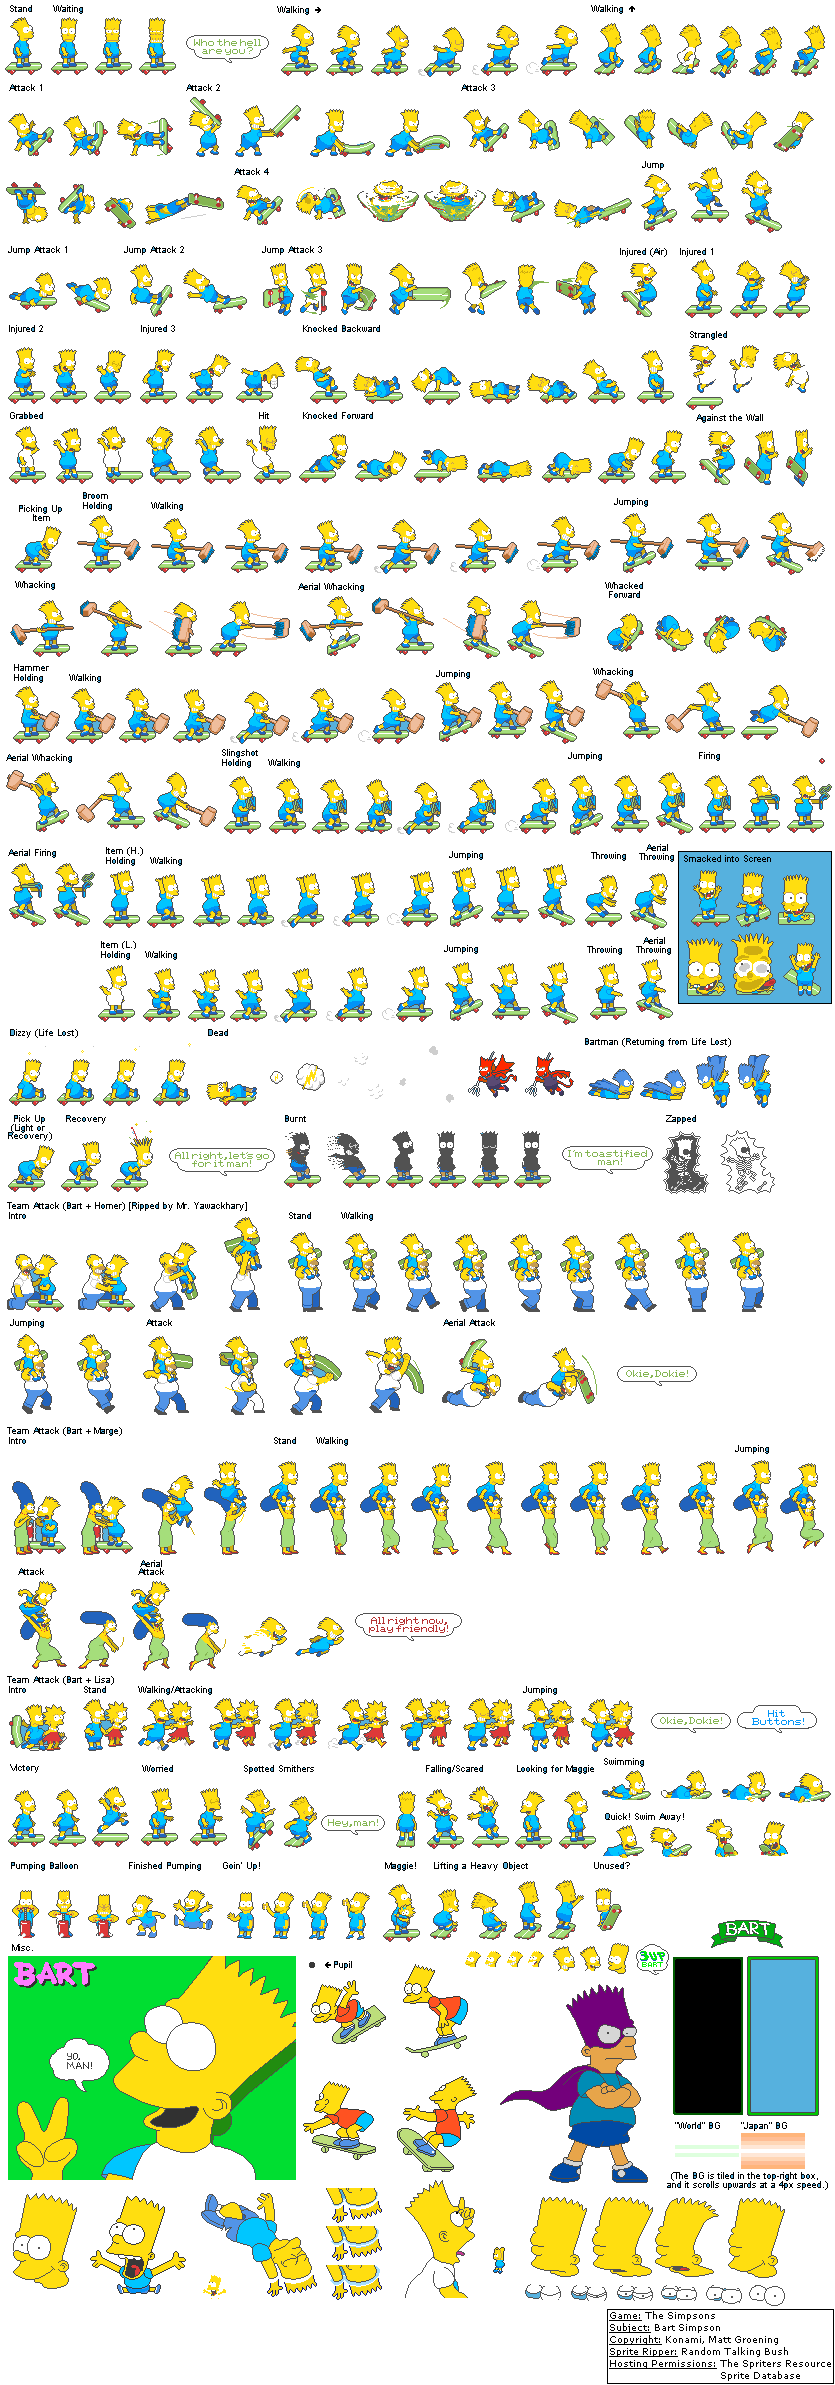 Stand
Waiting
Who the hell
are you?
Walking →
Walking ↑
Attack 1
Attack 2
Attack 3
Attack 4
Jump
Jump Attack 1
Jump Attack 2
Jump Attack 3
Injured (Air)
Injured 1
Injured 2
Injured 3
Knocked Backward
Strangled
Grabbed
Hit
Knocked Forward
Against the Wall
Picking Up
Item
Broom
Holding
Walking
Jumping
Whacking
Aerial Whacking
Whacked
Forward
Hammer
Holding
Walking
Jumping
Whacking
Aerial Whacking
Slingshot
Holding
Walking
Jumping
Firing
Aerial Firing
Item (H.)
Holding
Walking
Jumping
Throwing
Aerial
Throwing
Smacked into Screen
Item (L.)
Holding
Walking
Jumping
Throwing
Aerial
Throwing
Dizzy (Life Lost)
Dead
Bartman (Returning from Life Lost)
Pick Up
(Light or
Recovery)
Recovery
All right, let's go
for it man!
Burnt
I'm toastified
man!
Zapped
Team Attack (Bart + Homer) [Ripped by Mr. Yawackhary]
Intro
Stand
Walking
Jumping
Attack
Aerial Attack
Okie, Dokie!
Team Attack (Bart + Marge)
Intro
Stand
Walking
Jumping
Attack
Aerial
Attack
All right now,
play friendly!
Team Attack (Bart + Lisa)
Intro
Stand
Walking/Attacking
Jumping
Okie, Dokie!
Hit
Buttons!
Victory
Worried
Spotted Smithers
Hey, man!
Falling/Scared
Looking for Maggie
Swimming
Quick! Swim Away!
Pumping Balloon
Finished Pumping
Goin' Up!
Maggie!
Lifting a Heavy Object
Unused?
Misc.
BART
YO,
MAN!
← Pupil
3UP
BART
BART
"World" BG
"Japan" BG
(The BG is tiled in the top-right box,
and it scrolls upwards at a 4px speed.)
Game: The Simpsons
Subject: Bart Simpson
Copyright: Konami, Matt Groening
Sprite Ripper: Random Talking Bush
Hosting Permissions: The Spriters Resource
Sprite Database